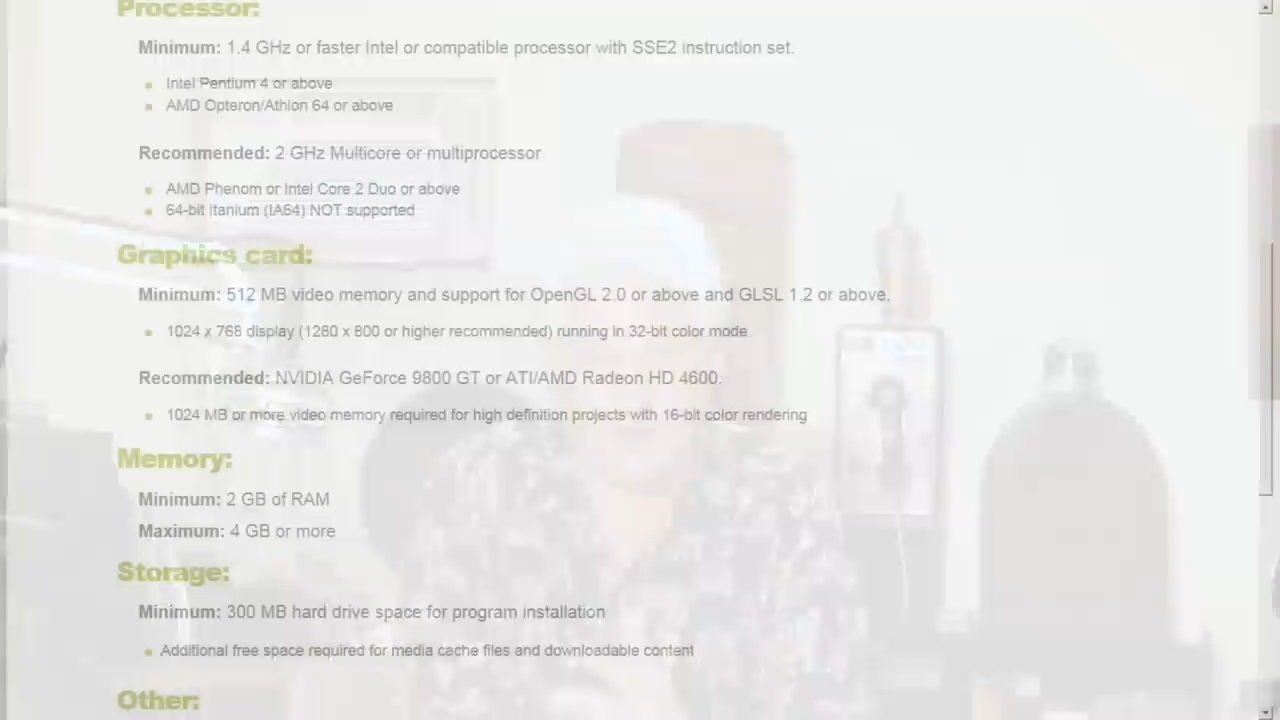 Processor:
Minimum: 1.4 GHz or faster Intel or compatible processor with SSE2 instruction set.
Intel Pentium 4 or above
AMD Opteron/Athlon 64 or above
Recommended: 2 GHz Multicore or multiprocessor
AMD Phenom or Intel Core 2 Duo or above
64-bit Itanium (IA64) NOT supported
Graphics card:
Minimum: 512 MB video memory and support for OpenGL 2.0 or above and GLSL 1.2 or above.
1024 x 768 display (1280 x 800 or higher recommended) running in 32-bit color mode
Recommended: NVIDIA GeForce 9800 GT or ATI/AMD Radeon HD 4600.
1024 MB or more video memory required for high definition projects with 16-bit color rendering
Memory:
Minimum: 2 GB of RAM
Maximum: 4 GB or more
Storage:
Minimum: 300 MB hard drive space for program installation
Additional free space required for media cache files and downloadable content
Other: